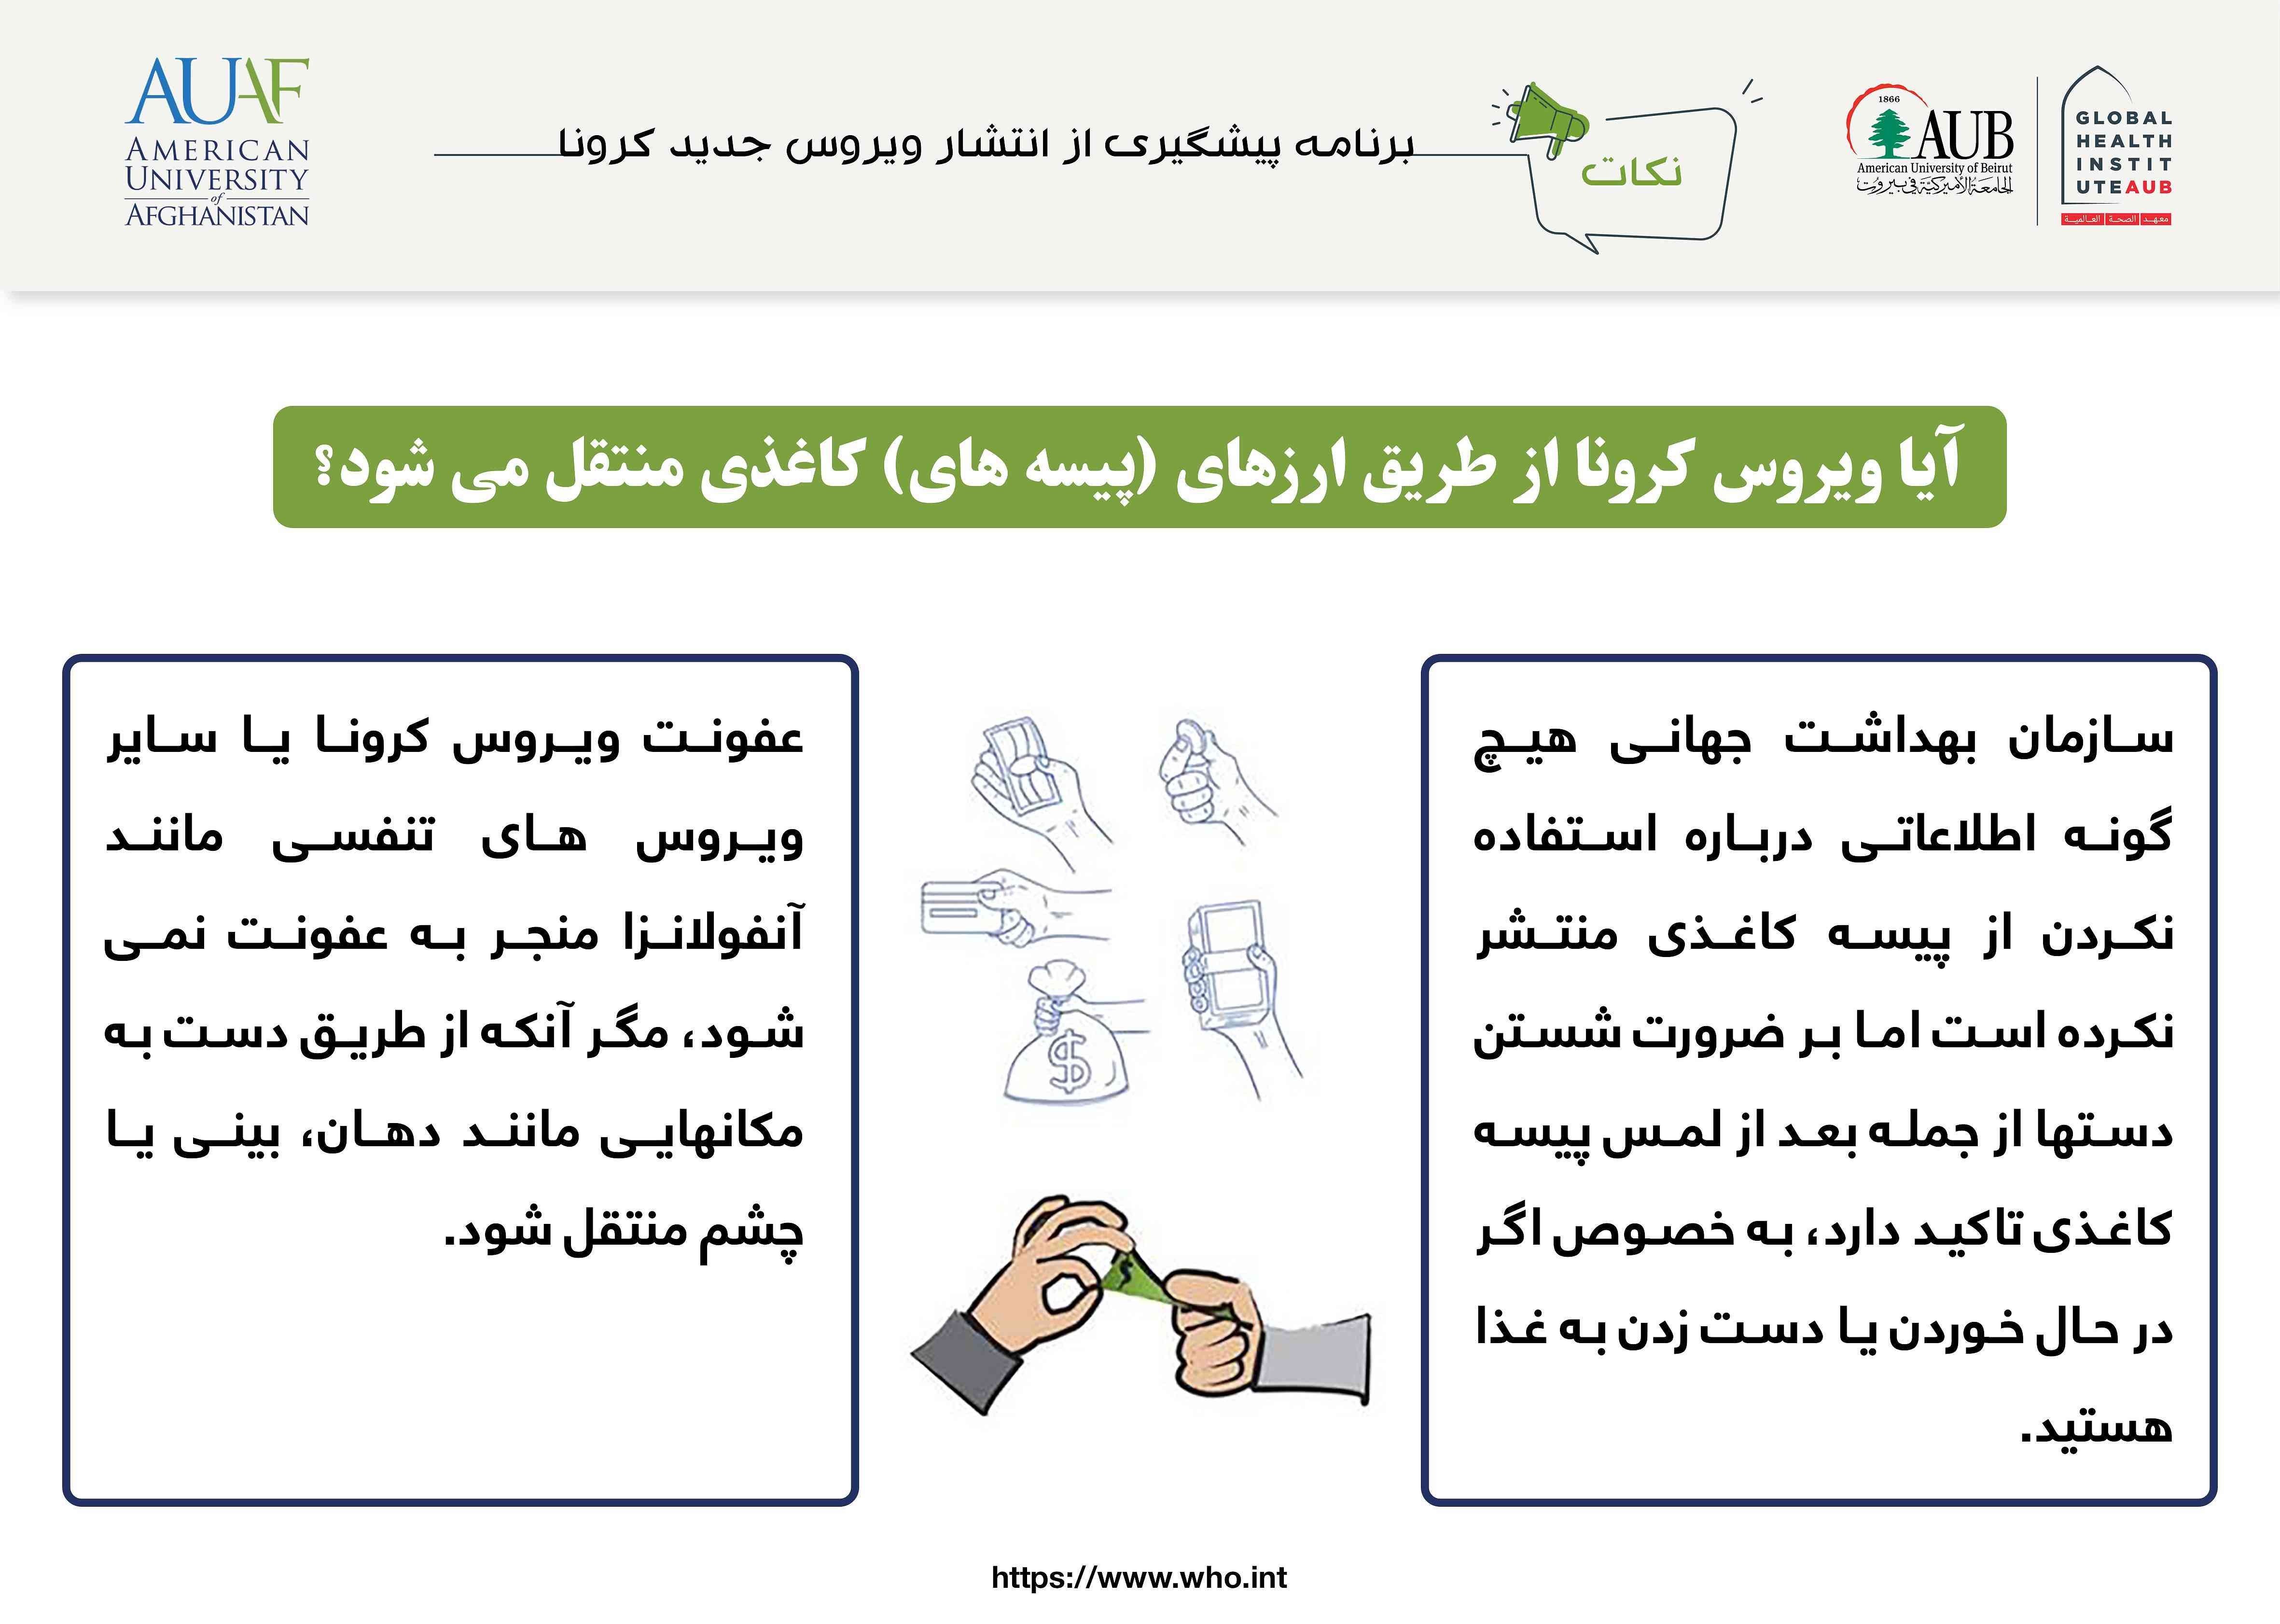 GLOBAL
HEALTH
INSTIT
UTEAUB
معهد الصحة العالمية
1866
AUB
American University of Beirut
الجامعة الأميركية في بيروت
نکات
برنامه پیشگیری از انتشار ویروس جدید کرونا
AUAF
AMERICAN
UNIVERSITY
of
AFGHANISTAN
آیا ویروس کرونا از طریق ارزهای (پیسه های) کاغذی منتقل می شود؟
سازمان بهداشت جهانی هیچ
گونه اطلاعاتی درباره استفاده
نکردن از پیسه کاغذی منتشر
نکرده است اما بر ضرورت شستن
دستها از جمله بعد از لمس پیسه
کاغذی تاکید دارد، به خصوص اگر
در حال خوردن یا دست زدن به غذا
هستید.
$
$
عفونت ویروس کرونا یا سایر
ویروس های تنفسی مانند
آنفولانزا منجر به عفونت نمی
شود، مگر آنکه از طریق دست به
مکانهایی مانند دهان، بینی یا
چشم منتقل شود.
https://www.who.int